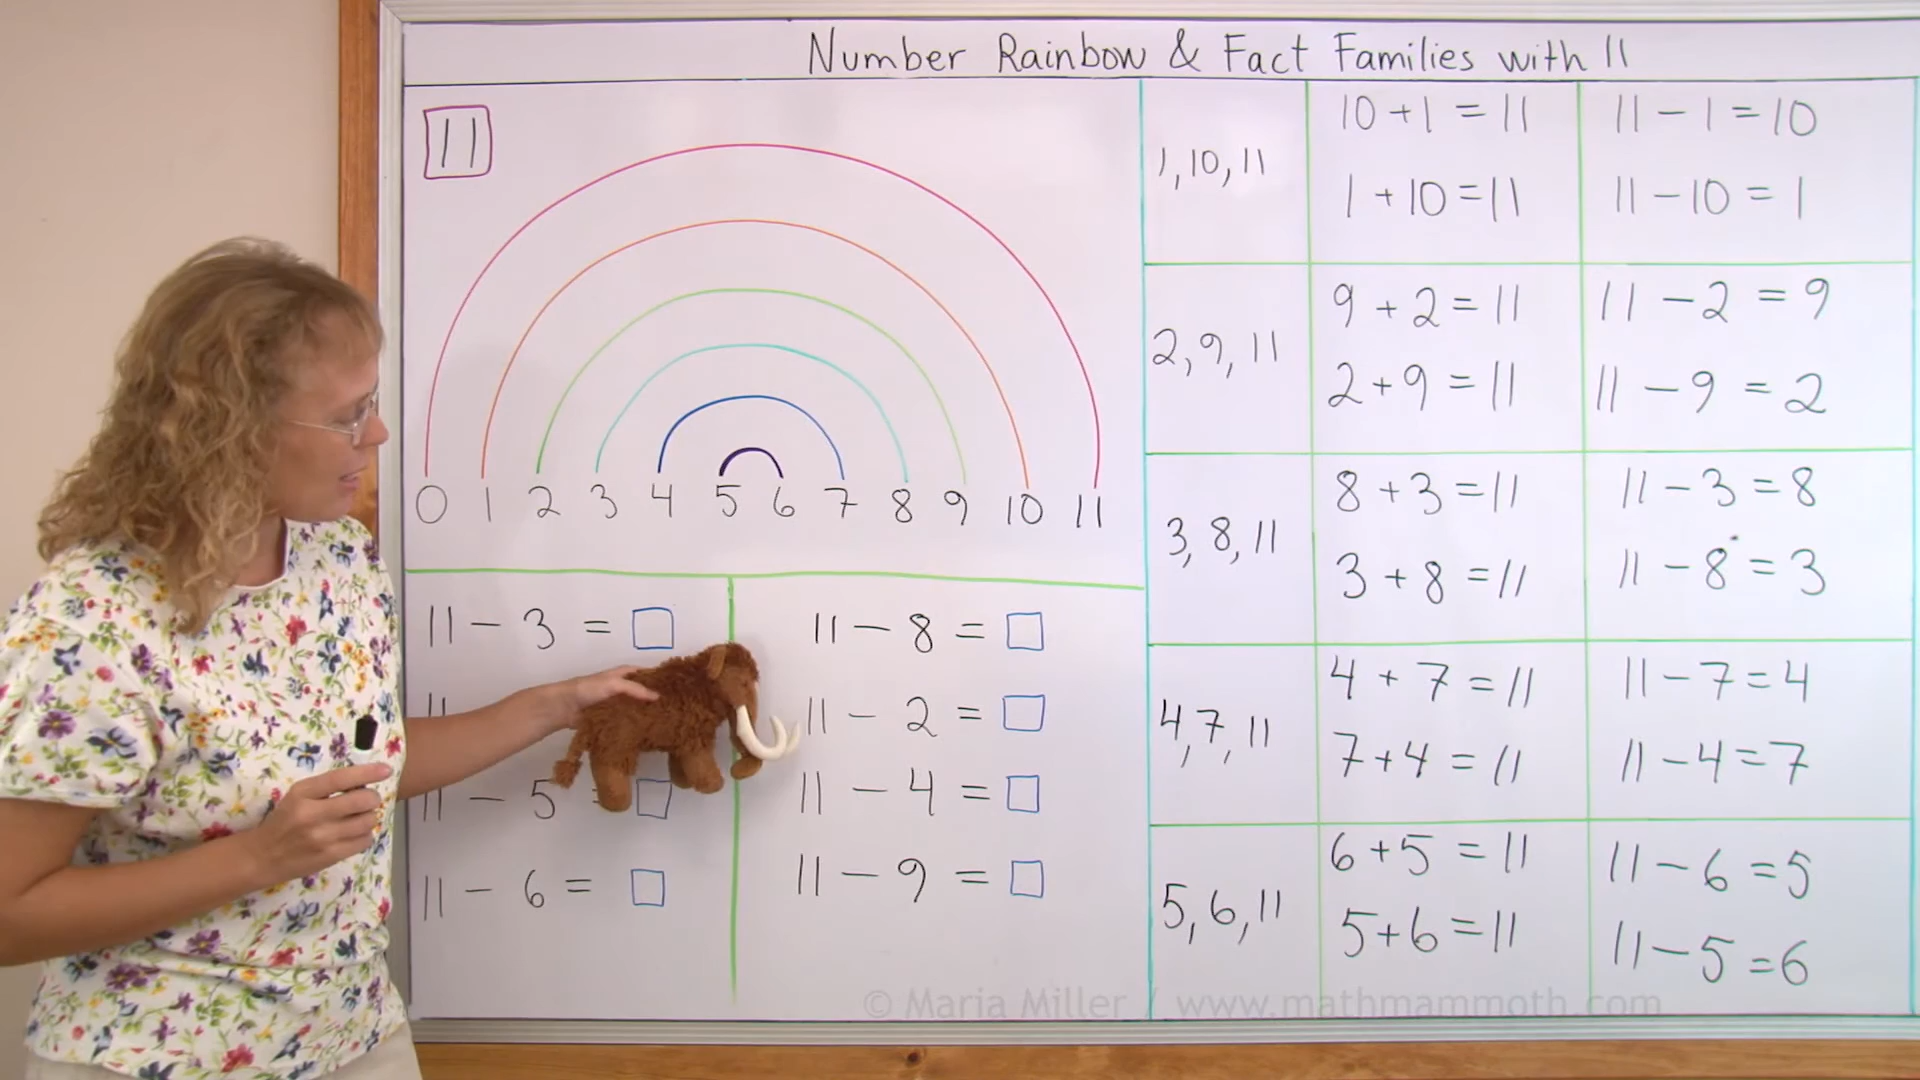 Number Rainbow & Fact Families with 11
11
0 1 2 3 4 5 6 7 8 9 10 11
11 - 3 = □
11
11 - 5 = □
11 - 6 = □
11 - 8 = □
11 - 2 = □
11 - 4 = □
11 - 9 = □
1, 10, 11
10 + 1 = 11
1 + 10 = 11
11 - 1 = 10
11 - 10 = 1
2, 9, 11
9 + 2 = 11
2 + 9 = 11
11 - 2 = 9
11 - 9 = 2
3, 8, 11
8 + 3 = 11
3 + 8 = 11
11 - 3 = 8
11 - 8 = 3
4, 7, 11
4 + 7 = 11
7 + 4 = 11
11 - 7 = 4
11 - 4 = 7
5, 6, 11
6 + 5 = 11
5 + 6 = 11
11 - 6 = 5
11 - 5 = 6
© Maria Miller / www.mathmammoth.com